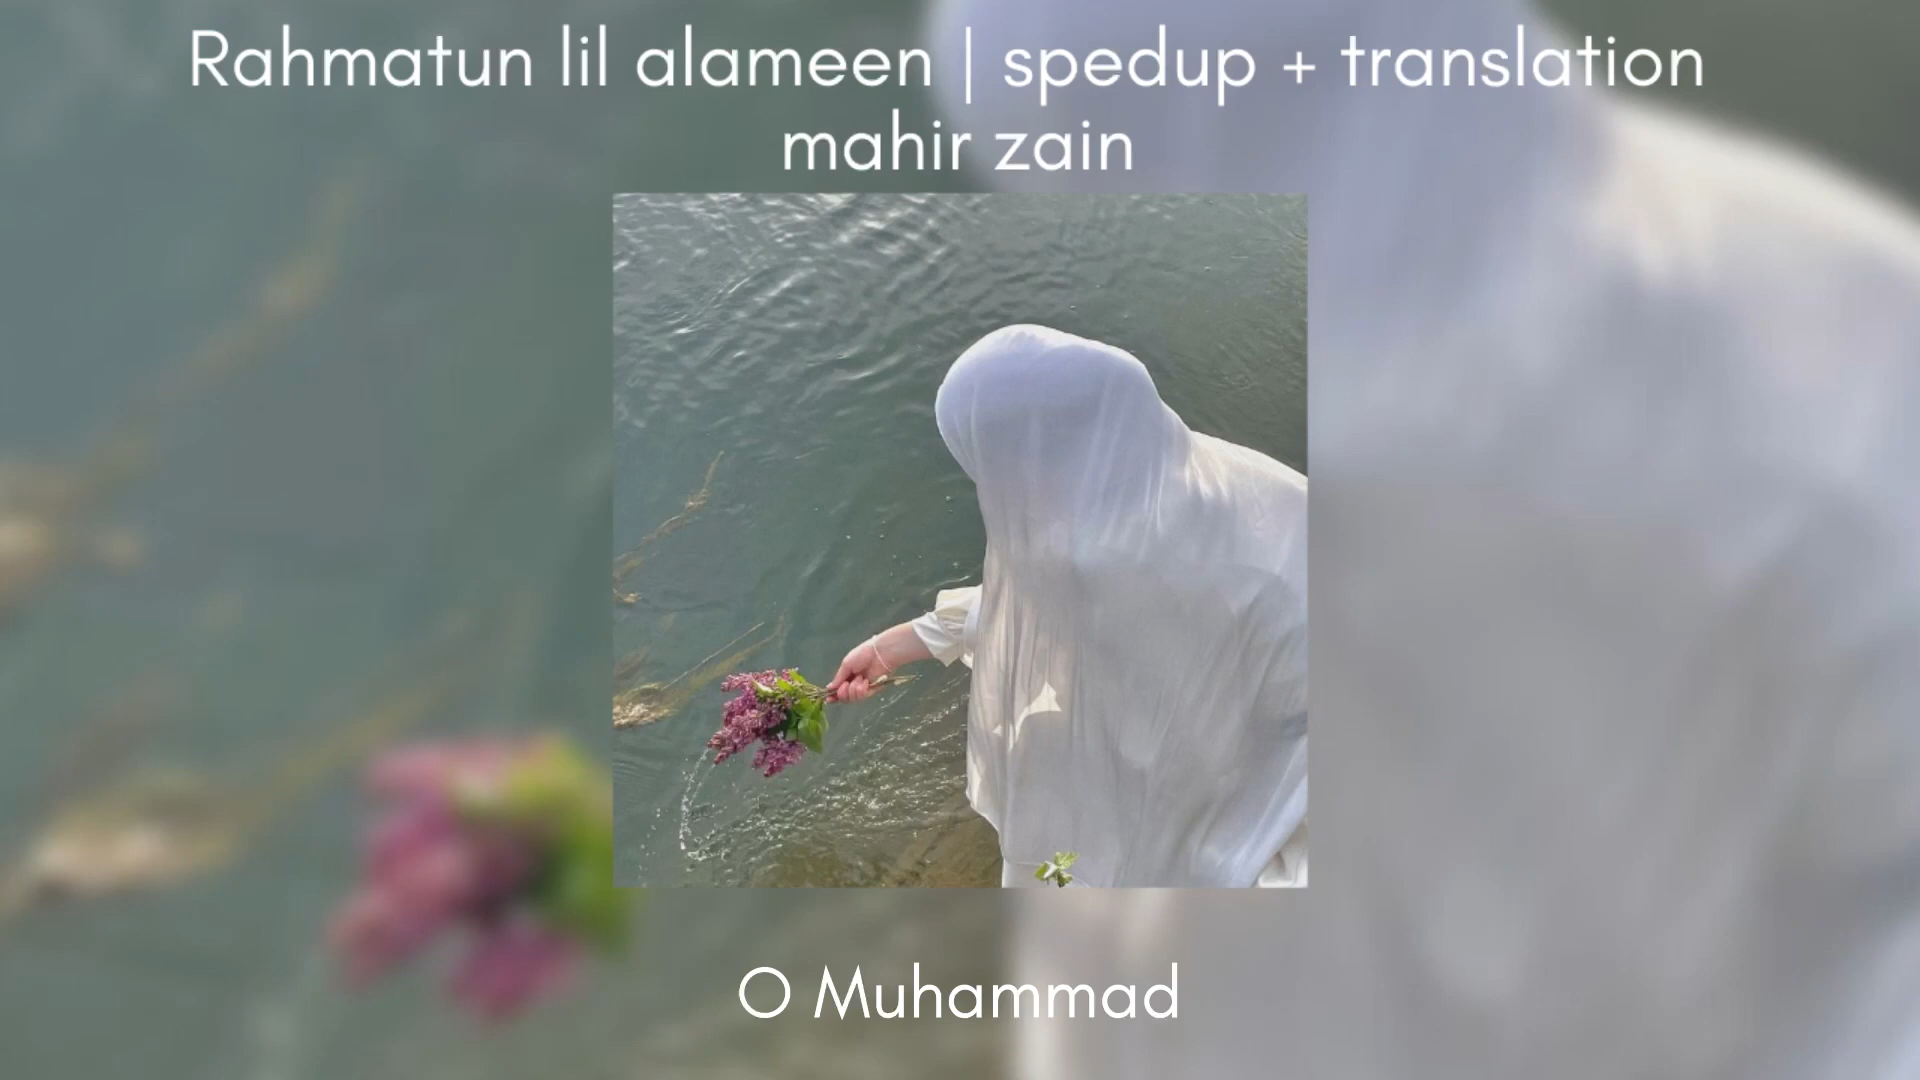 Rahmatun lil alameen | spedup + translation
mahir zain
O Muhammad